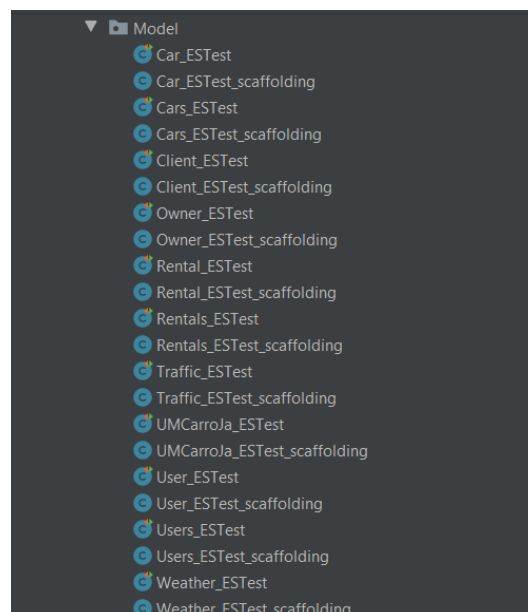 Model
Car_ESTest
Car_ESTest_scaffolding
Cars_ESTest
Cars_ESTest_scaffolding
Client_ESTest
Client_ESTest_scaffolding
Owner_ESTest
Owner_ESTest_scaffolding
Rental_ESTest
Rental_ESTest_scaffolding
Rentals_ESTest
Rentals_ESTest_scaffolding
Traffic_ESTest
Traffic_ESTest_scaffolding
UMCarroJa_ESTest
UMCarroJa_ESTest_scaffolding
User_ESTest
User_ESTest_scaffolding
Users_ESTest
Users_ESTest_scaffolding
Weather_ESTest
Weather_ESTest_scaffolding